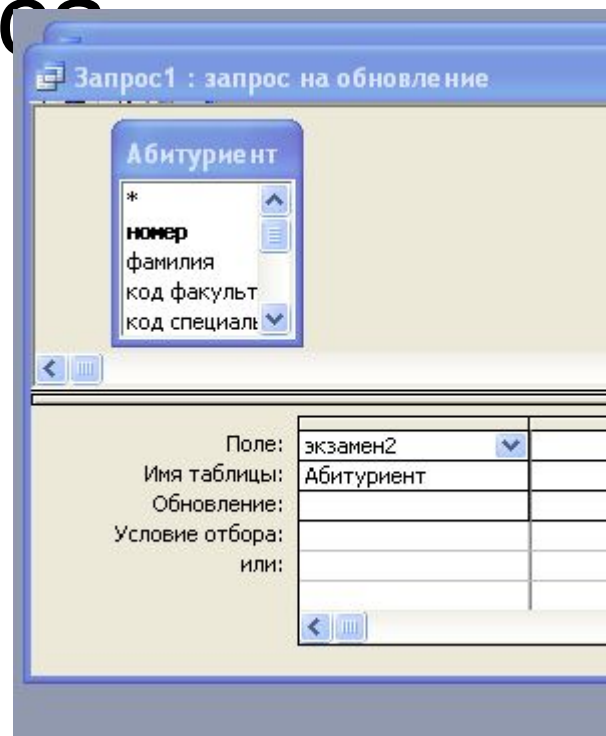 Запрос1 : запрос на обновление
Абитуриент
*
номер
фамилия
код факульт
код специаль
Поле: экзамен2
Имя таблицы: Абитуриент
Обновление:
Условие отбора:
или: